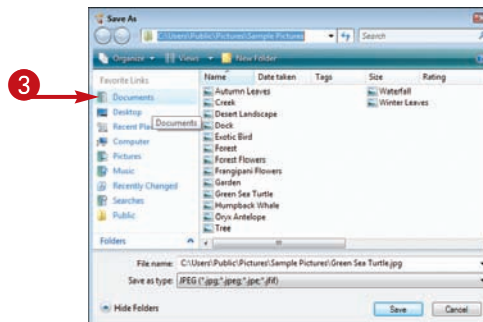 Save As
C:\Users\Public\Pictures\Sample Pictures
Search
Organize Views New Folder
Favorite Links
Name Date taken Tags Size Rating
Documents
Desktop
Recent Pla
Documents
Computer
Pictures
Music
Recently Changed
Searches
Public
Folders
Autumn Leaves
Creek
Desert Landscape
Dock
Exotic Bird
Forest
Forest Flowers
Frangipani Flowers
Garden
Green Sea Turtle
Humpback Whale
Oryx Antelope
Tree
Waterfall
Winter Leaves
3
File name: C:\Users\Public\Pictures\Sample Pictures\Green Sea Turtle.jpg
Save as type: JPEG (*.jpg;*.jpeg;*.jpe;*.jfif)
Hide Folders
Save Cancel